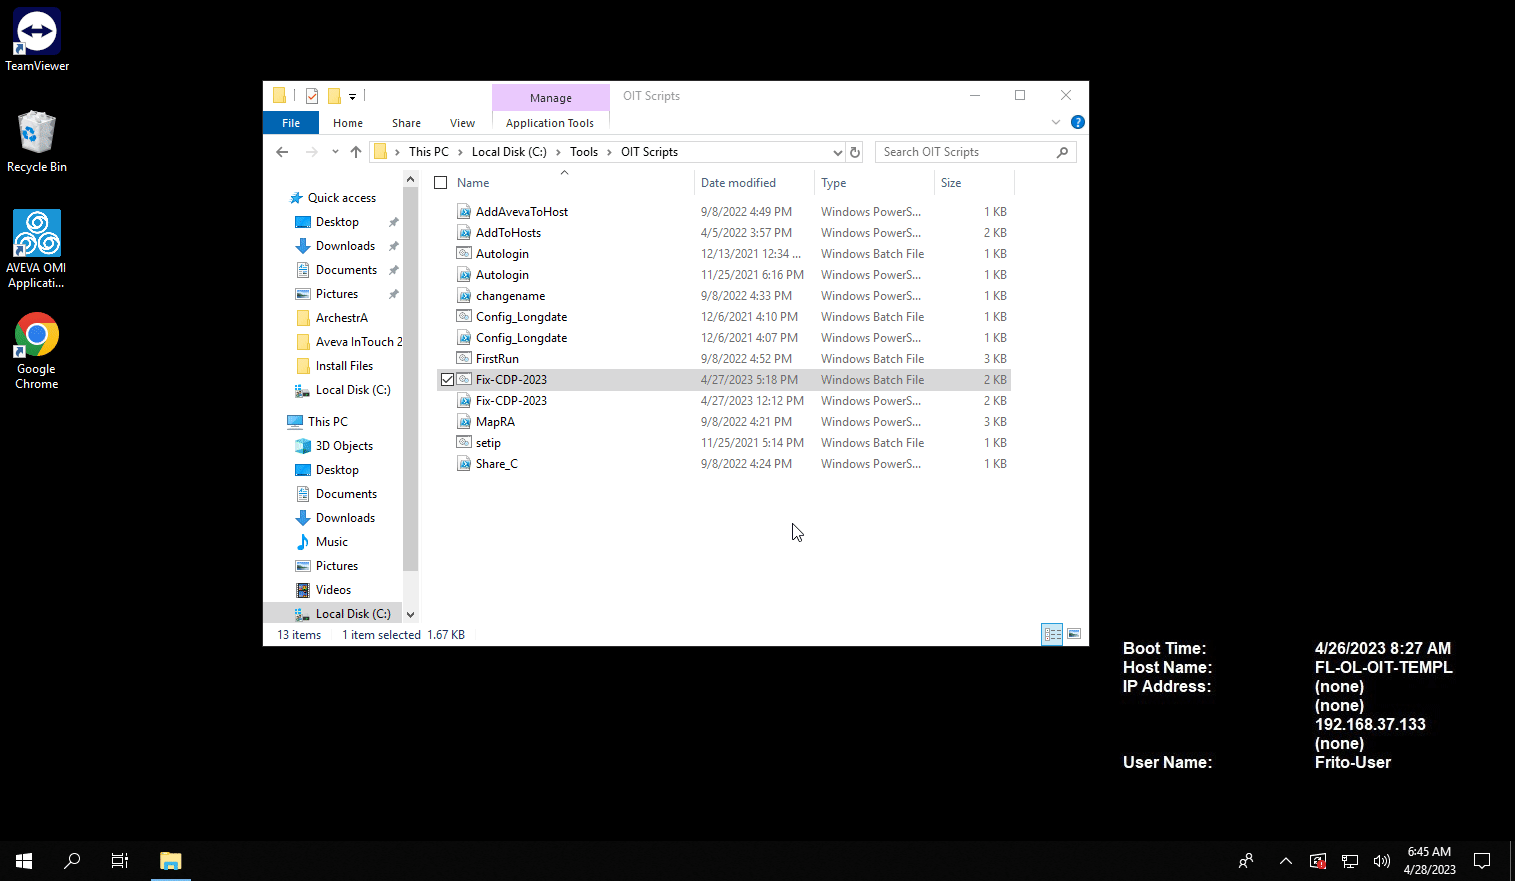 TeamViewer
Recycle Bin
AVEVA OMI
Applicati...
Google
Chrome
Manage
OIT Scripts
File
Home
Share
View
Application Tools
This PC
Local Disk (C:)
Tools
OIT Scripts
Search OIT Scripts
Quick access
Desktop
Downloads
Documents
Pictures
ArchestrA
Aveva InTouch 2
Install Files
Local Disk (C:)
This PC
3D Objects
Desktop
Documents
Downloads
Music
Pictures
Videos
Local Disk (C:)
Name Date modified Type Size
AddAvevaToHost 9/8/2022 4:49 PM Windows PowerS... 1 KB
AddToHosts 4/5/2022 3:57 PM Windows PowerS... 2 KB
Autologin 12/13/2021 12:34 ... Windows Batch File 1 KB
Autologin 11/25/2021 6:16 PM Windows PowerS... 1 KB
changename 9/8/2022 4:33 PM Windows PowerS... 1 KB
Config_Longdate 12/6/2021 4:10 PM Windows Batch File 1 KB
Config_Longdate 12/6/2021 4:07 PM Windows PowerS... 1 KB
FirstRun 9/8/2022 4:52 PM Windows Batch File 3 KB
Fix-CDP-2023 4/27/2023 5:18 PM Windows Batch File 2 KB
Fix-CDP-2023 4/27/2023 12:12 PM Windows PowerS... 2 KB
MapRA 9/8/2022 4:21 PM Windows PowerS... 3 KB
setip 11/25/2021 5:14 PM Windows Batch File 1 KB
Share_C 9/8/2022 4:24 PM Windows PowerS... 1 KB
13 items 1 item selected 1.67 KB
Boot Time: 4/26/2023 8:27 AM
Host Name: FL-OL-OIT-TEMPL
IP Address: (none)
(none)
192.168.37.133
(none)
User Name: Frito-User
6:45 AM
4/28/2023